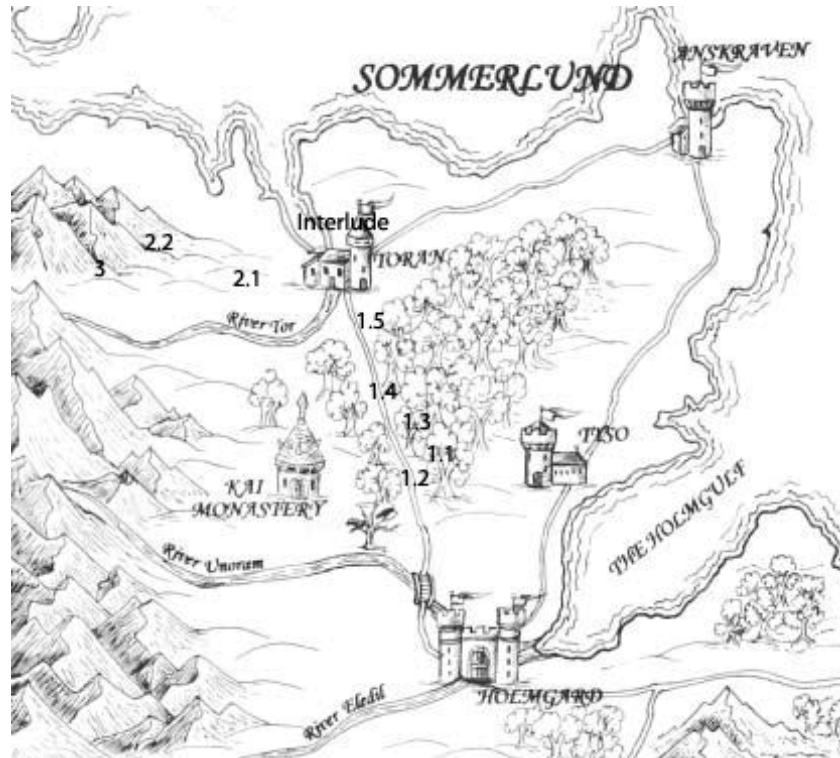 ANSKRAVEN
SOMMERLUND
Interlude
2.2
TORAN
3
2.1
River Tor
1.5
1.4
1.3
TYSO
1.1
1.2
KAI
MONASTERY
THE HOLMGULF
River Unoram
HOLMGARD
River Eledil